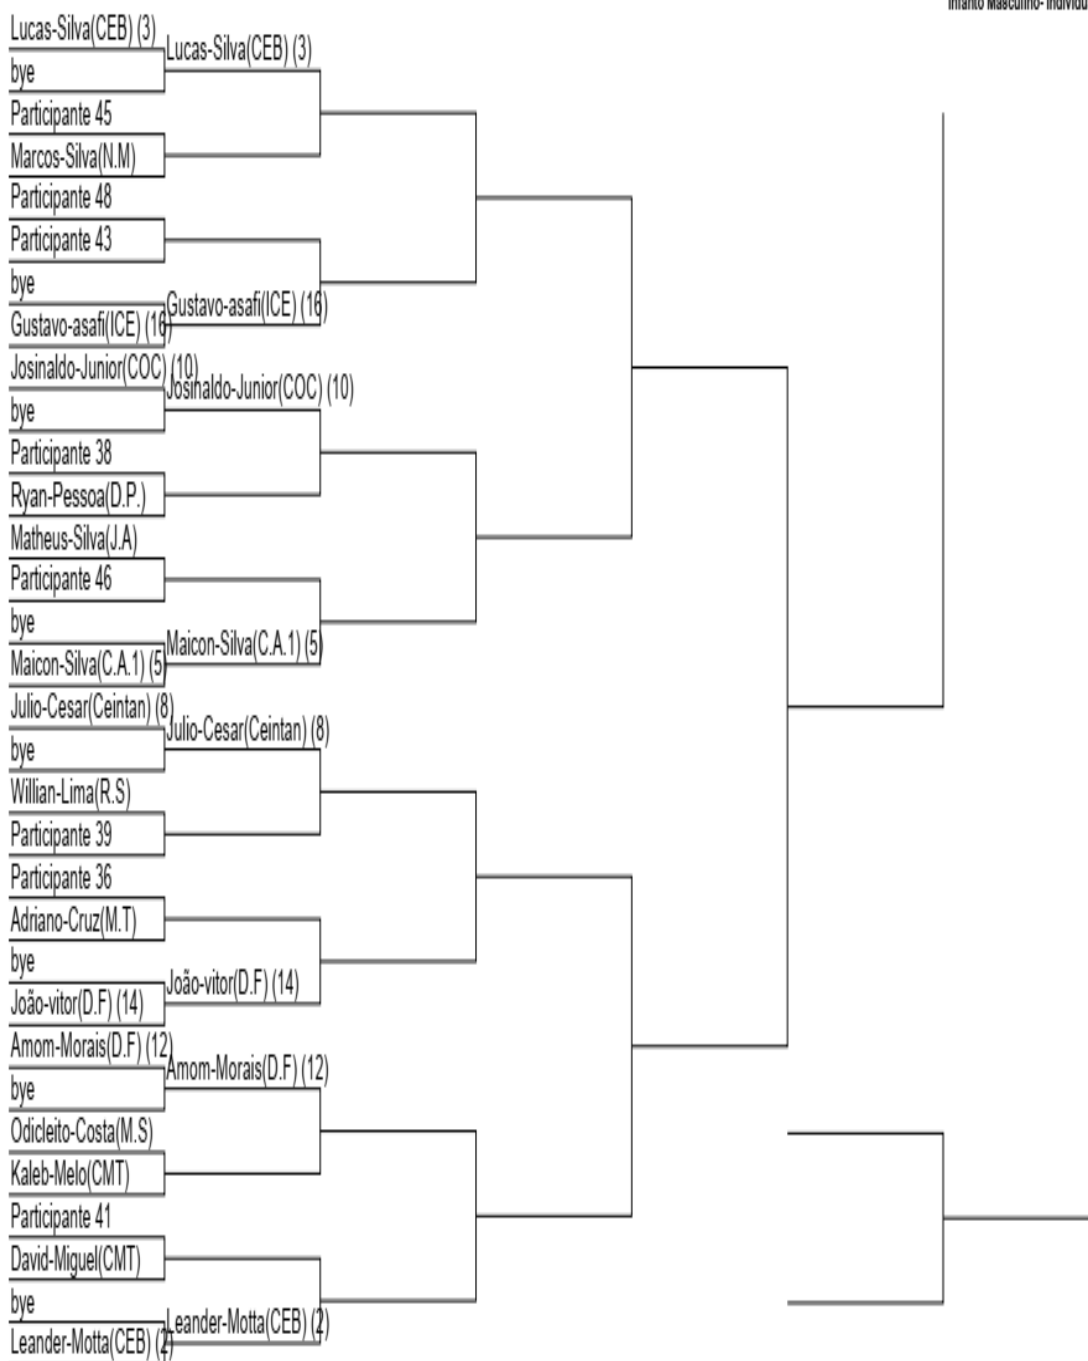 Infanto Masculino- Individu
Lucas-Silva(CEB) (3)
Lucas-Silva(CEB) (3)
bye
Participante 45
Marcos-Silva(N.M)
Participante 48
Participante 43
bye
Gustavo-asafi(ICE) (16)
Gustavo-asafi(ICE) (16)
Josinaldo-Junior(COC) (10)
Josinaldo-Junior(COC) (10)
bye
Participante 38
Ryan-Pessoa(D.P.)
Matheus-Silva(J.A)
Participante 46
bye
Maicon-Silva(C.A.1) (5)
Maicon-Silva(C.A.1) (5)
Julio-Cesar(Ceintan) (8)
Julio-Cesar(Ceintan) (8)
bye
Willian-Lima(R.S)
Participante 39
Participante 36
Adriano-Cruz(M.T)
bye
João-vitor(D.F) (14)
João-vitor(D.F) (14)
Amom-Morais(D.F) (12)
Amom-Morais(D.F) (12)
bye
Odicleito-Costa(M.S)
Kaleb-Melo(CMT)
Participante 41
David-Miguel(CMT)
bye
Leander-Motta(CEB) (2)
Leander-Motta(CEB) (2)